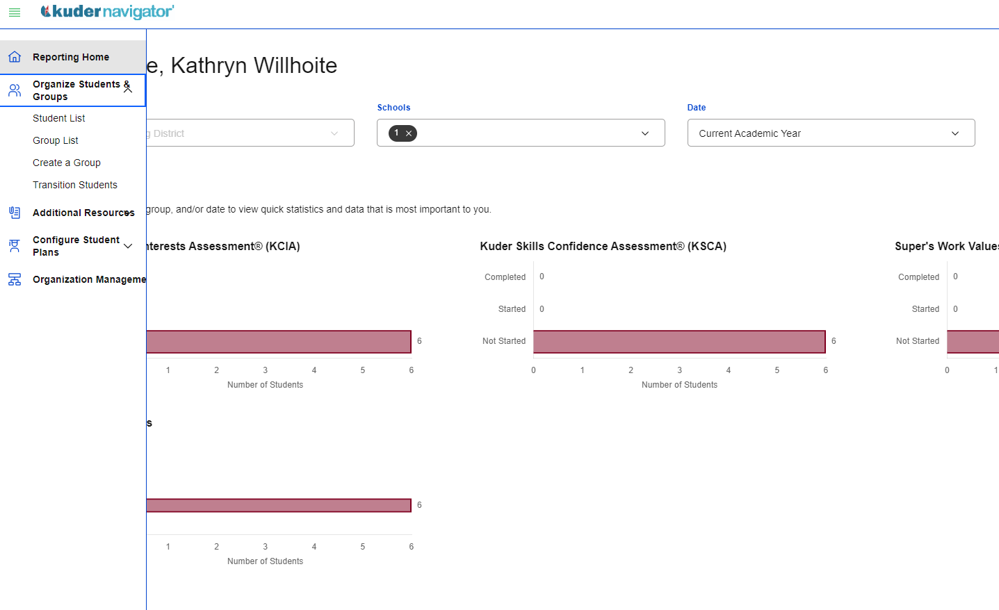 kudernavigator
Reporting Home
Organize Students &
Groups
Student List
Group List
Create a Group
Transition Students
Additional Resources
Configure Student
Plans
Organization Manageme
e, Kathryn Willhoite
g District
Schools
1
Date
Current Academic Year
group, and/or date to view quick statistics and data that is most important to you.
nterests Assessment® (KCIA)
6
1 2 3 4 5 6
Number of Students
Kuder Skills Confidence Assessment® (KSCA)
Completed 0
Started 0
Not Started 6
0 1 2 3 4 5 6
Number of Students
Super's Work Values
Completed 0
Started 0
Not Started
0 1
s
6
1 2 3 4 5 6
Number of Students